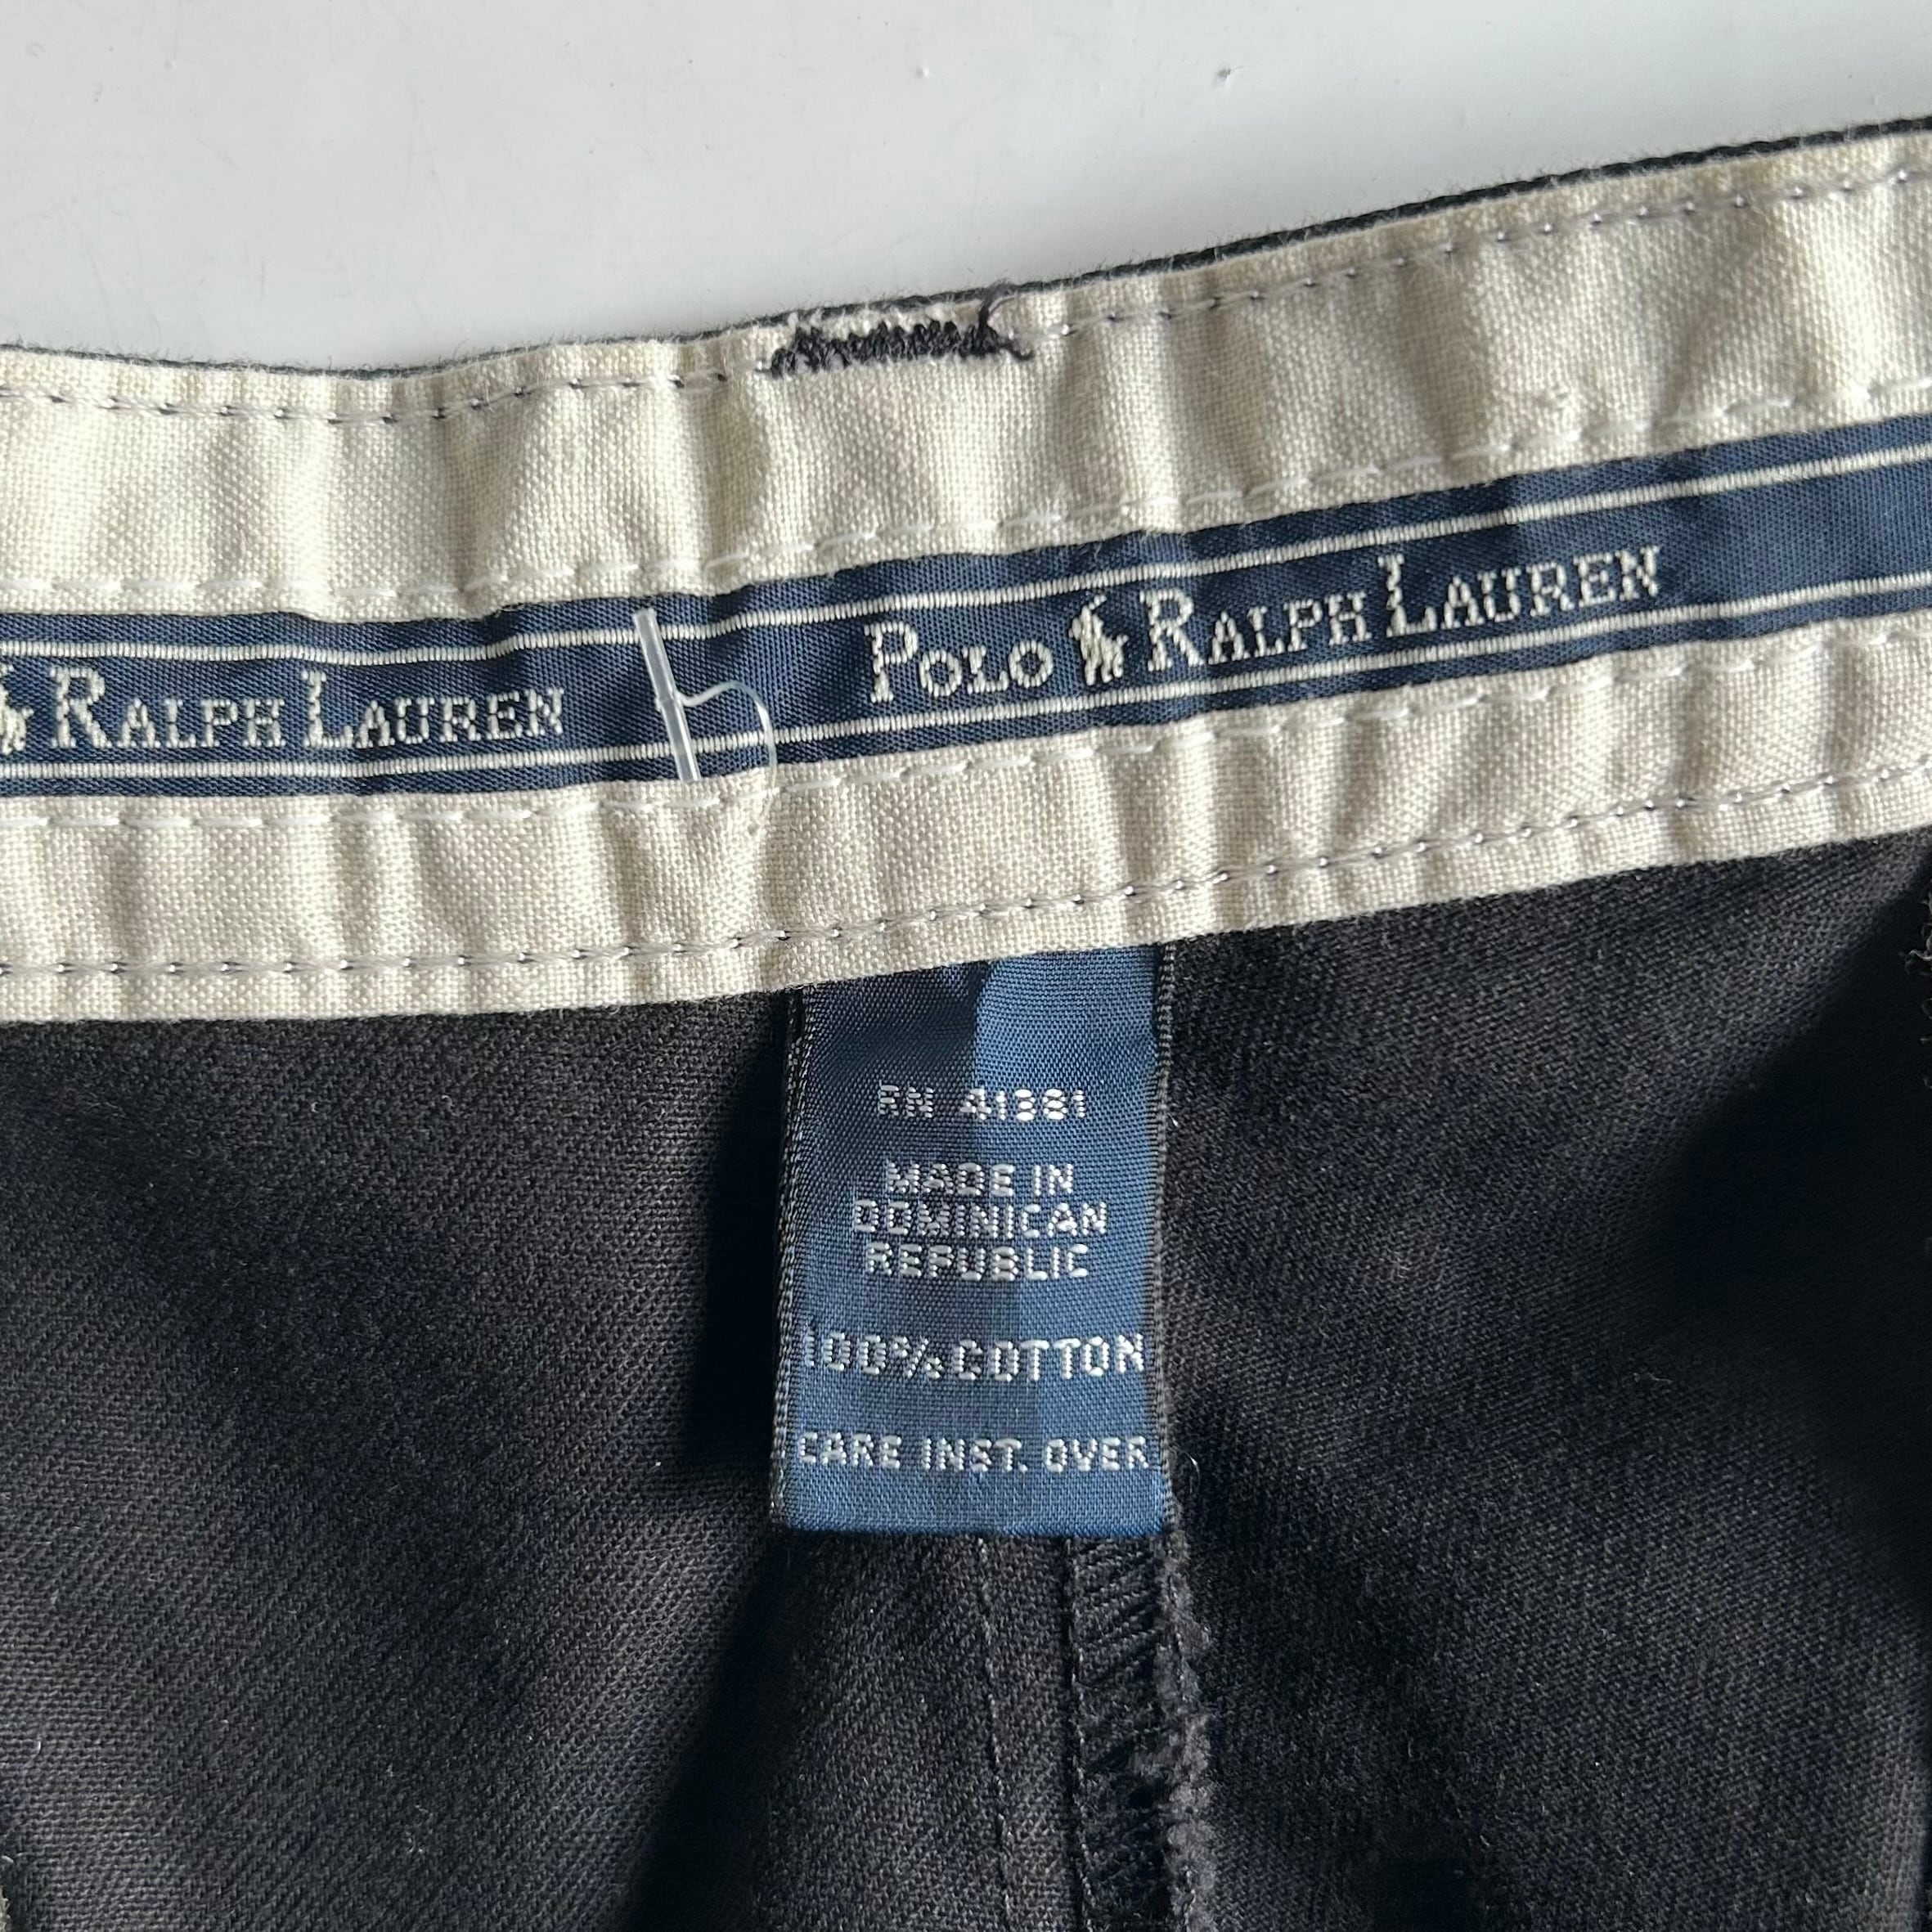 RALPH LAUREN
POLO RALPH LAUREN
RN 41381
MADE IN
DOMINICAN
REPUBLIC
100% COTTON
CARE INST. OVER